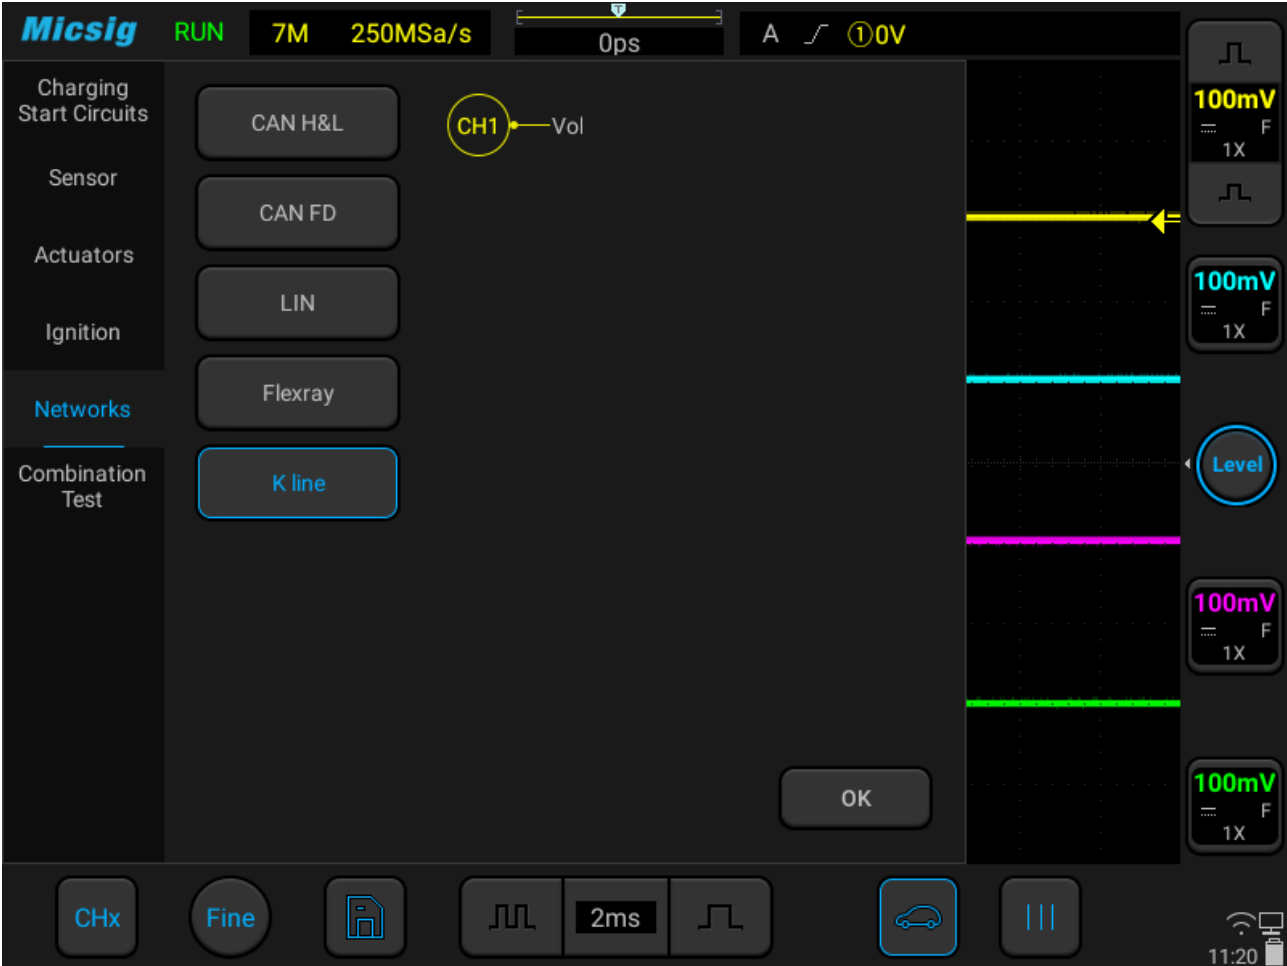 Micsig RUN 7M 250MSa/s T 0ps A ①0V
Charging
Start Circuits
Sensor
Actuators
Ignition
Networks
Combination
Test
CAN H&L
CAN FD
LIN
Flexray
K line
CH1 Vol
OK
100mV
F
1X
100mV
F
1X
Level
100mV
F
1X
100mV
F
1X
CHx Fine 2ms
11:20